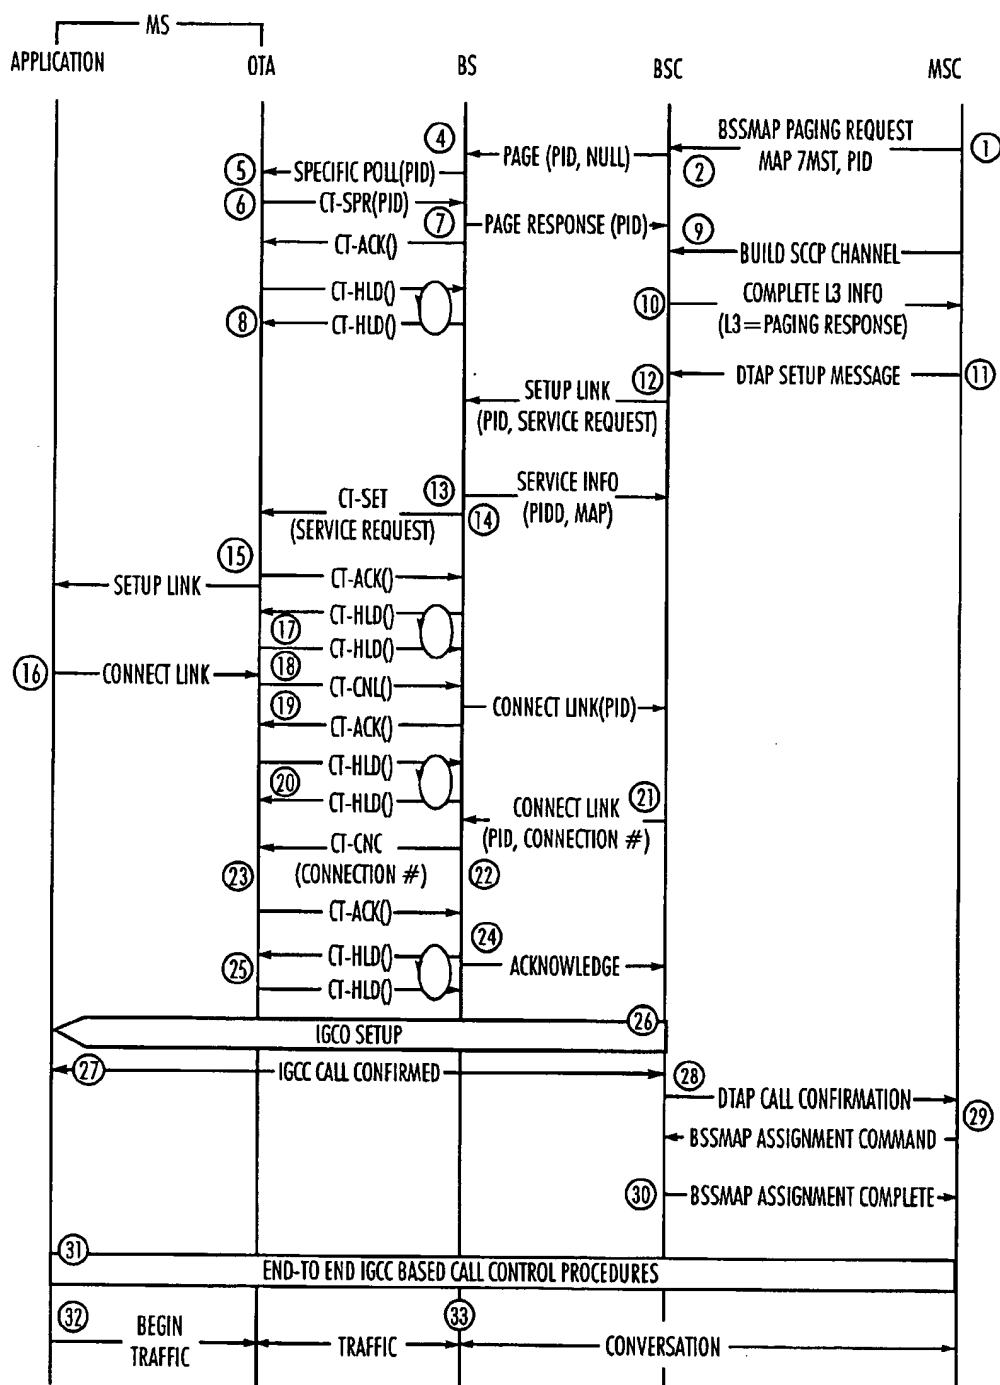 MS
APPLICATION OTA BS BSC MSC
1
BSSMAP PAGING REQUEST
MAP 7MST, PID
2
4
PAGE (PID, NULL)
5
SPECIFIC POLL(PID)
6
CT-SPR(PID)
7
PAGE RESPONSE (PID)
CT-ACK()
9
BUILD SCCP CHANNEL
CT-HLD()
8
CT-HLD()
10
COMPLETE L3 INFO
(L3=PAGING RESPONSE)
DTAP SETUP MESSAGE
11
12
SETUP LINK
(PID, SERVICE REQUEST)
13
SERVICE INFO
(PIDD, MAP)
CT-SET
(SERVICE REQUEST)
14
15
CT-ACK()
SETUP LINK
CT-HLD()
17
CT-HLD()
16
CONNECT LINK
18
CT-CNL()
CONNECT LINK(PID)
19
CT-ACK()
CT-HLD()
20
CT-HLD()
21
CONNECT LINK
(PID, CONNECTION #)
CT-CNC
(CONNECTION #)
22
23
CT-ACK()
24
CT-HLD()
ACKNOWLEDGE
25
CT-HLD()
26
IGCO SETUP
27
IGCC CALL CONFIRMED
28
DTAP CALL CONFIRMATION
29
BSSMAP ASSIGNMENT COMMAND
30
BSSMAP ASSIGNMENT COMPLETE
31
END-TO END IGCC BASED CALL CONTROL PROCEDURES
32
BEGIN
TRAFFIC
33
TRAFFIC
CONVERSATION